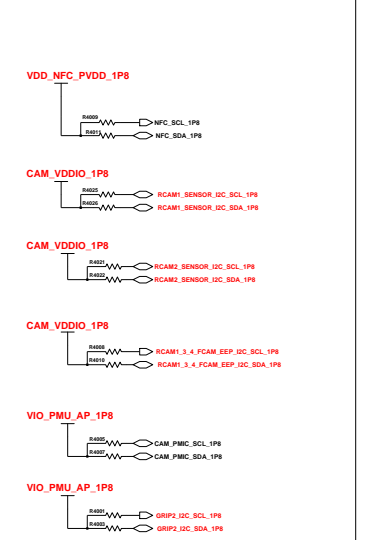 VDD_NFC_PVDD_1P8
R4009
NFC_SCL_1P8
R4011
NFC_SDA_1P8
CAM_VDDIO_1P8
R4025
RCAM1_SENSOR_I2C_SCL_1P8
R4026
RCAM1_SENSOR_I2C_SDA_1P8
CAM_VDDIO_1P8
R4021
RCAM2_SENSOR_I2C_SCL_1P8
R4022
RCAM2_SENSOR_I2C_SDA_1P8
CAM_VDDIO_1P8
R4008
RCAM1_3_4_FCAM_EEP_I2C_SCL_1P8
R4010
RCAM1_3_4_FCAM_EEP_I2C_SDA_1P8
VIO_PMU_AP_1P8
R4005
CAM_PMIC_SCL_1P8
R4007
CAM_PMIC_SDA_1P8
VIO_PMU_AP_1P8
R4001
GRIP2_I2C_SCL_1P8
R4003
GRIP2_I2C_SDA_1P8